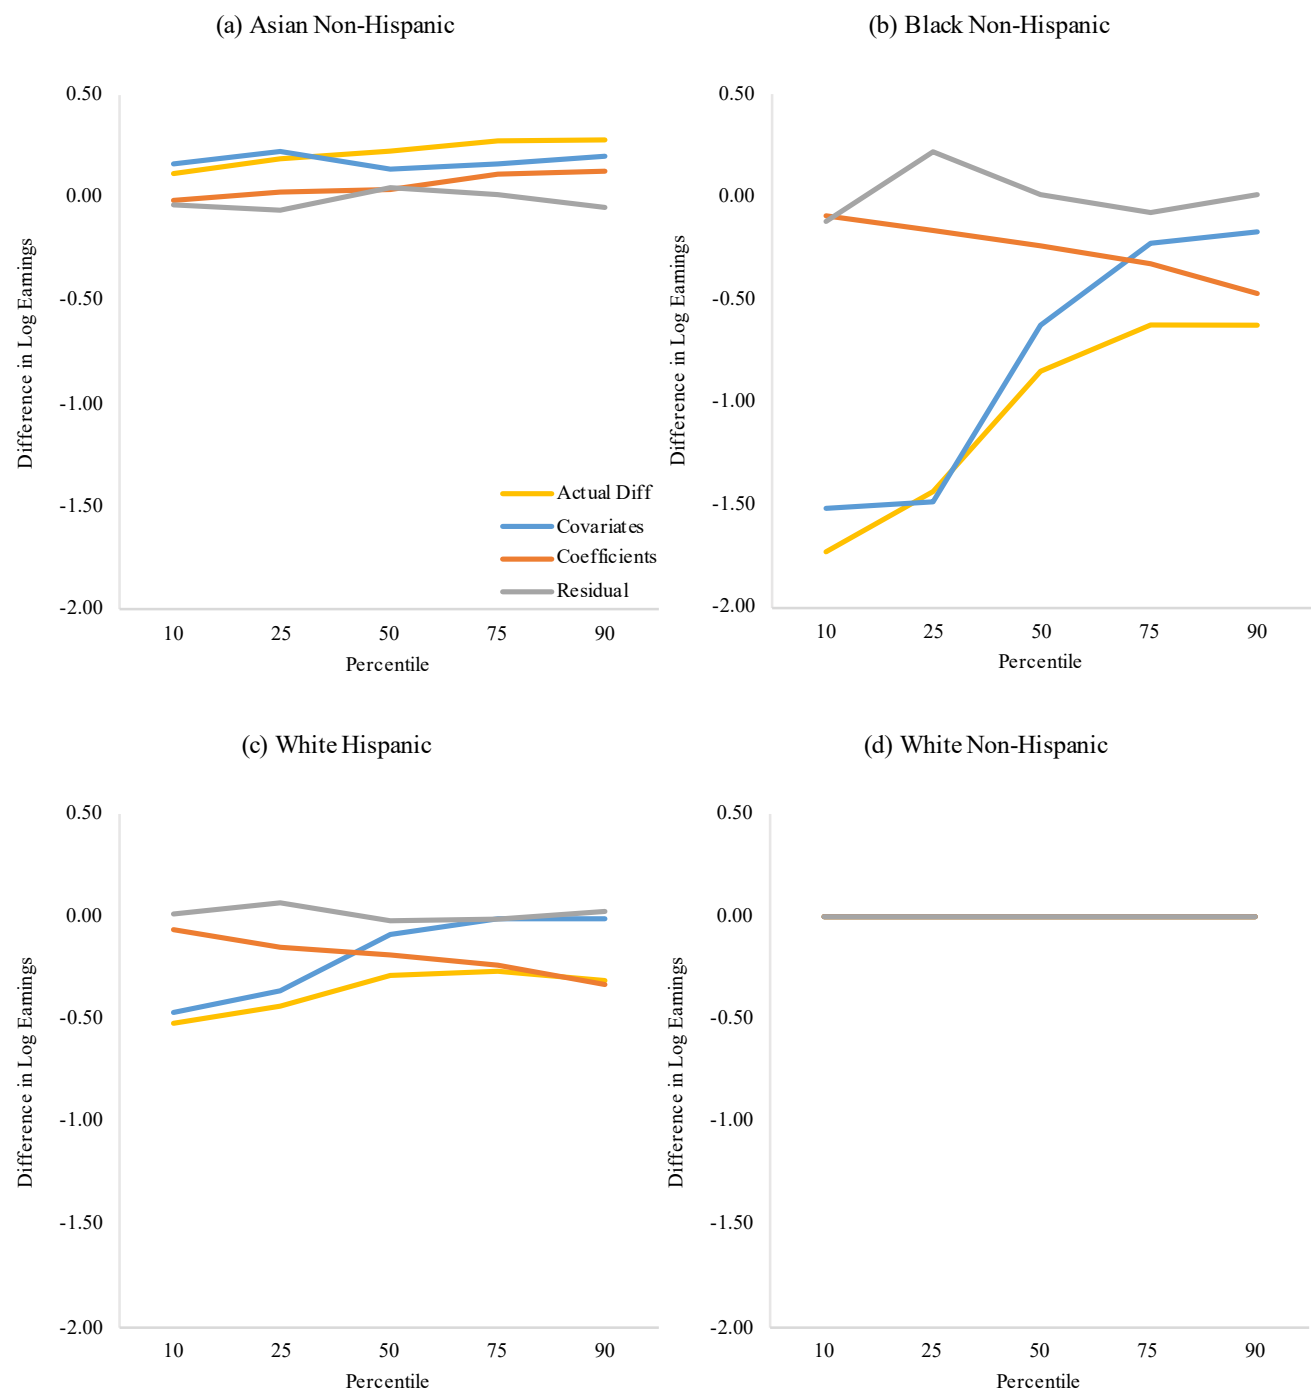 (a) Asian Non-Hispanic
0.50
0.00
-0.50
-1.00
-1.50
-2.00
Difference in Log Earnings
Actual Diff
Covariates
Coefficients
Residual
10 25 50 75 90
Percentile
(b) Black Non-Hispanic
0.50
0.00
-0.50
-1.00
-1.50
-2.00
Difference in Log Earnings
10 25 50 75 90
Percentile
(c) White Hispanic
0.50
0.00
-0.50
-1.00
-1.50
-2.00
Difference in Log Earnings
10 25 50 75 90
Percentile
(d) White Non-Hispanic
0.50
0.00
-0.50
-1.00
-1.50
-2.00
Difference in Log Earnings
10 25 50 75 90
Percentile